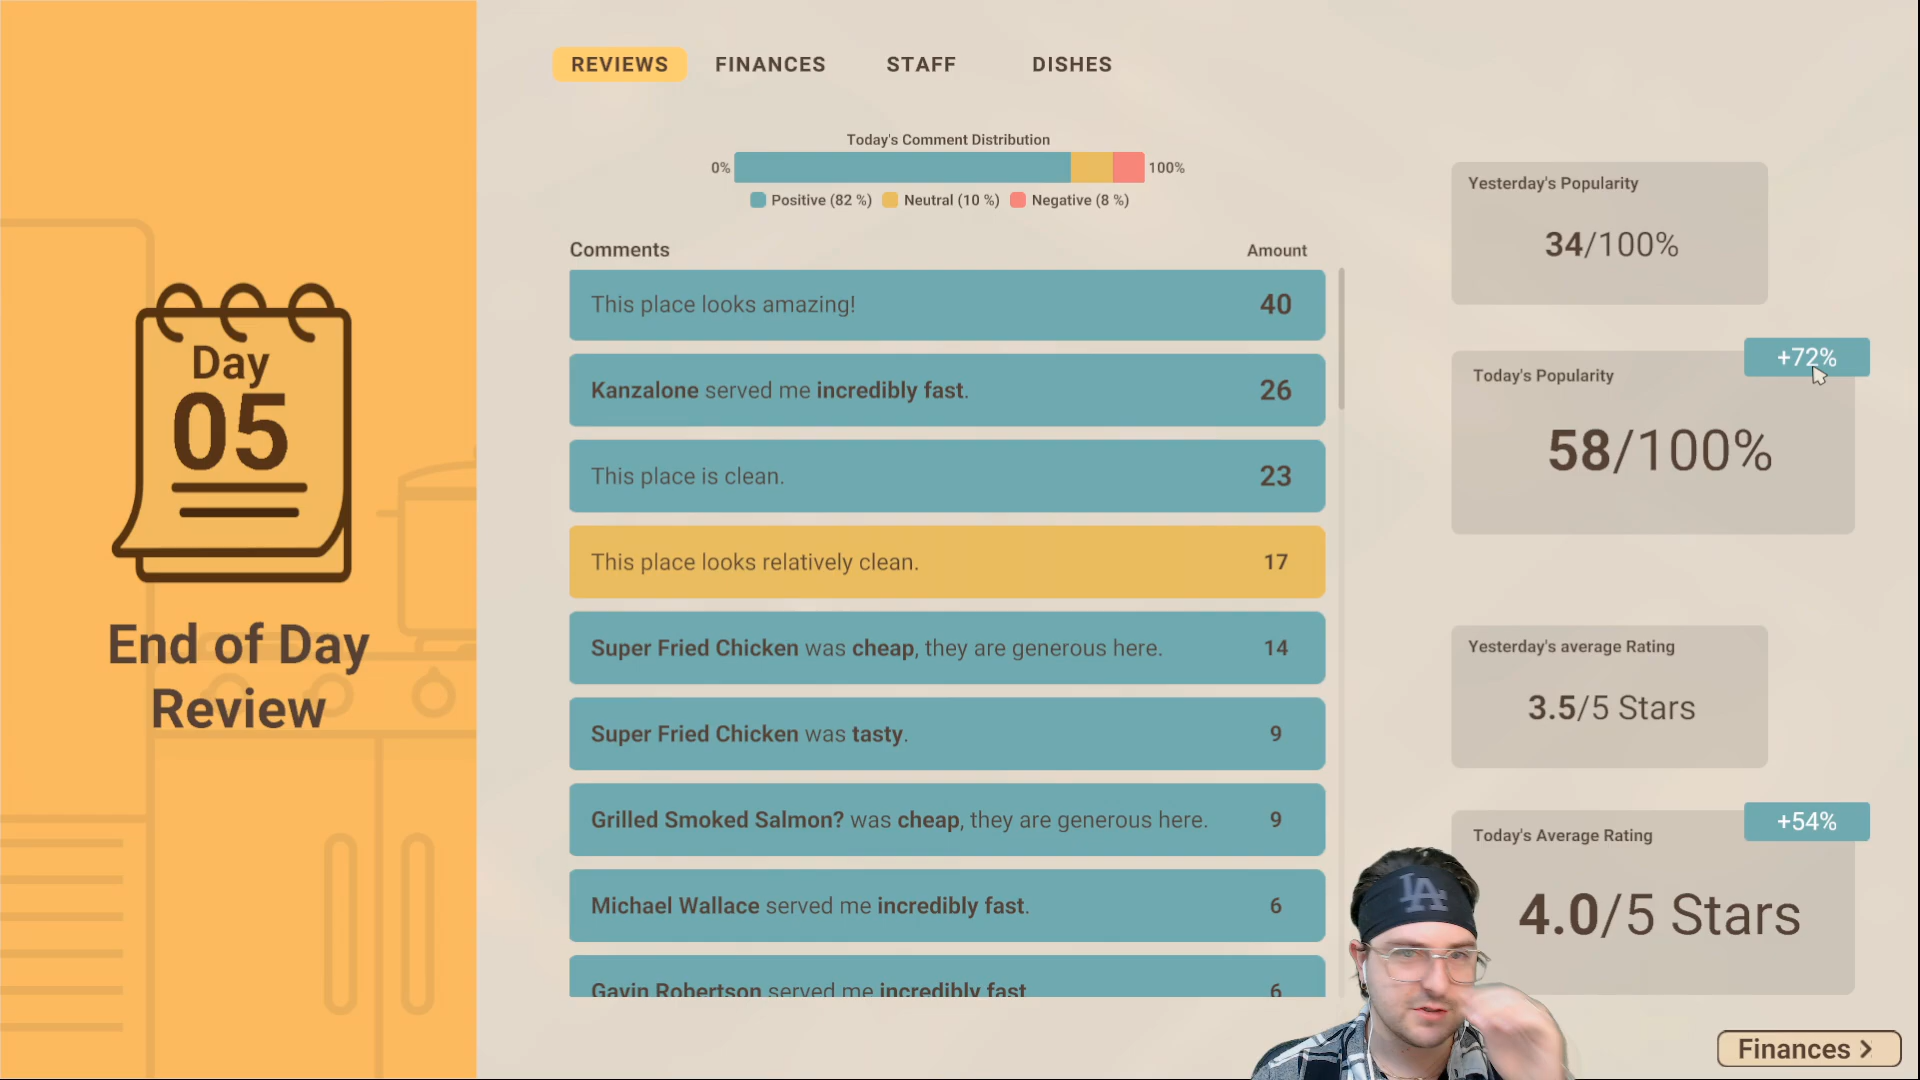 Day
05
End of Day
Review
REVIEWS
FINANCES
STAFF
DISHES
Today's Comment Distribution
0%
100%
Positive (82 %)
Neutral (10 %)
Negative (8 %)
Comments
Amount
This place looks amazing!
40
Kanzalone served me incredibly fast.
26
This place is clean.
23
This place looks relatively clean.
17
Super Fried Chicken was cheap, they are generous here.
14
Super Fried Chicken was tasty.
9
Grilled Smoked Salmon? was cheap, they are generous here.
9
Michael Wallace served me incredibly fast.
6
Gavin Robertson served me incredibly fast
6
Yesterday's Popularity
34/100%
+72%
Today's Popularity
58/100%
Yesterday's average Rating
3.5/5 Stars
+54%
Today's Average Rating
4.0/5 Stars
LA
Finances >